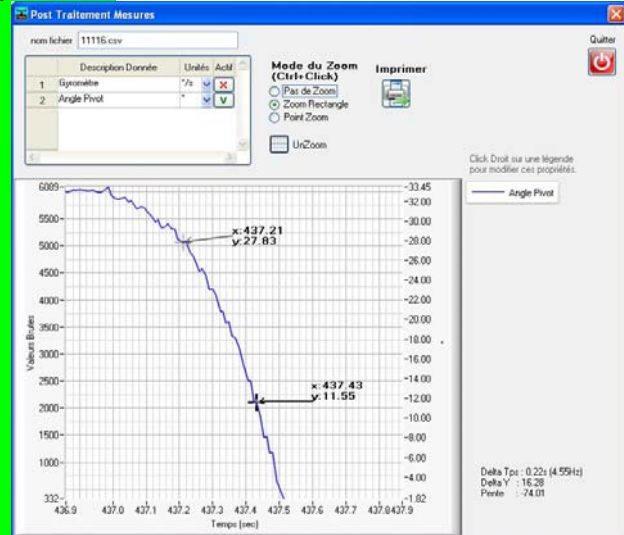 Post Traitement Mesures
nom fichier 11116.csv
Quitter
Description Donnée Unités Actif
1 Gyromètre °/s X
2 Angle Pivot ° V
Mode du Zoom
(Ctrl+Click)
Pas de Zoom
Zoom Rectangle
Point Zoom
UnZoom
Imprimer
Click Droit sur une légende
pour modifier ces propriétés.
Angle Pivot
6089
5500
5000
4500
4000
3500
3000
2500
2000
1500
1000
332
Valeurs Brutes
x:437.21
y:27.83
x:437.43
y:11.55
33.45
32.00
30.00
28.00
26.00
24.00
22.00
20.00
18.00
16.00
14.00
12.00
10.00
8.00
6.00
4.00
1.82
436.9 437.0 437.1 437.2 437.3 437.4 437.5 437.6 437.7 437.8 437.9
Temps (sec)
Delta Tps : 0.22s (4.55Hz)
Delta Y : 16.28
Pente : -74.01